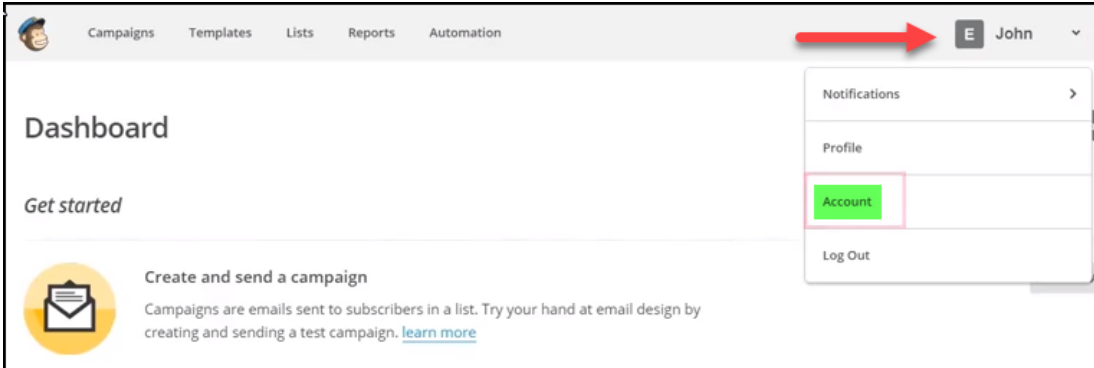 Campaigns Templates Lists Reports Automation E John
Notifications
Dashboard
Profile
Get started
Account
Log Out
Create and send a campaign
Campaigns are emails sent to subscribers in a list. Try your hand at email design by
creating and sending a test campaign. learn more